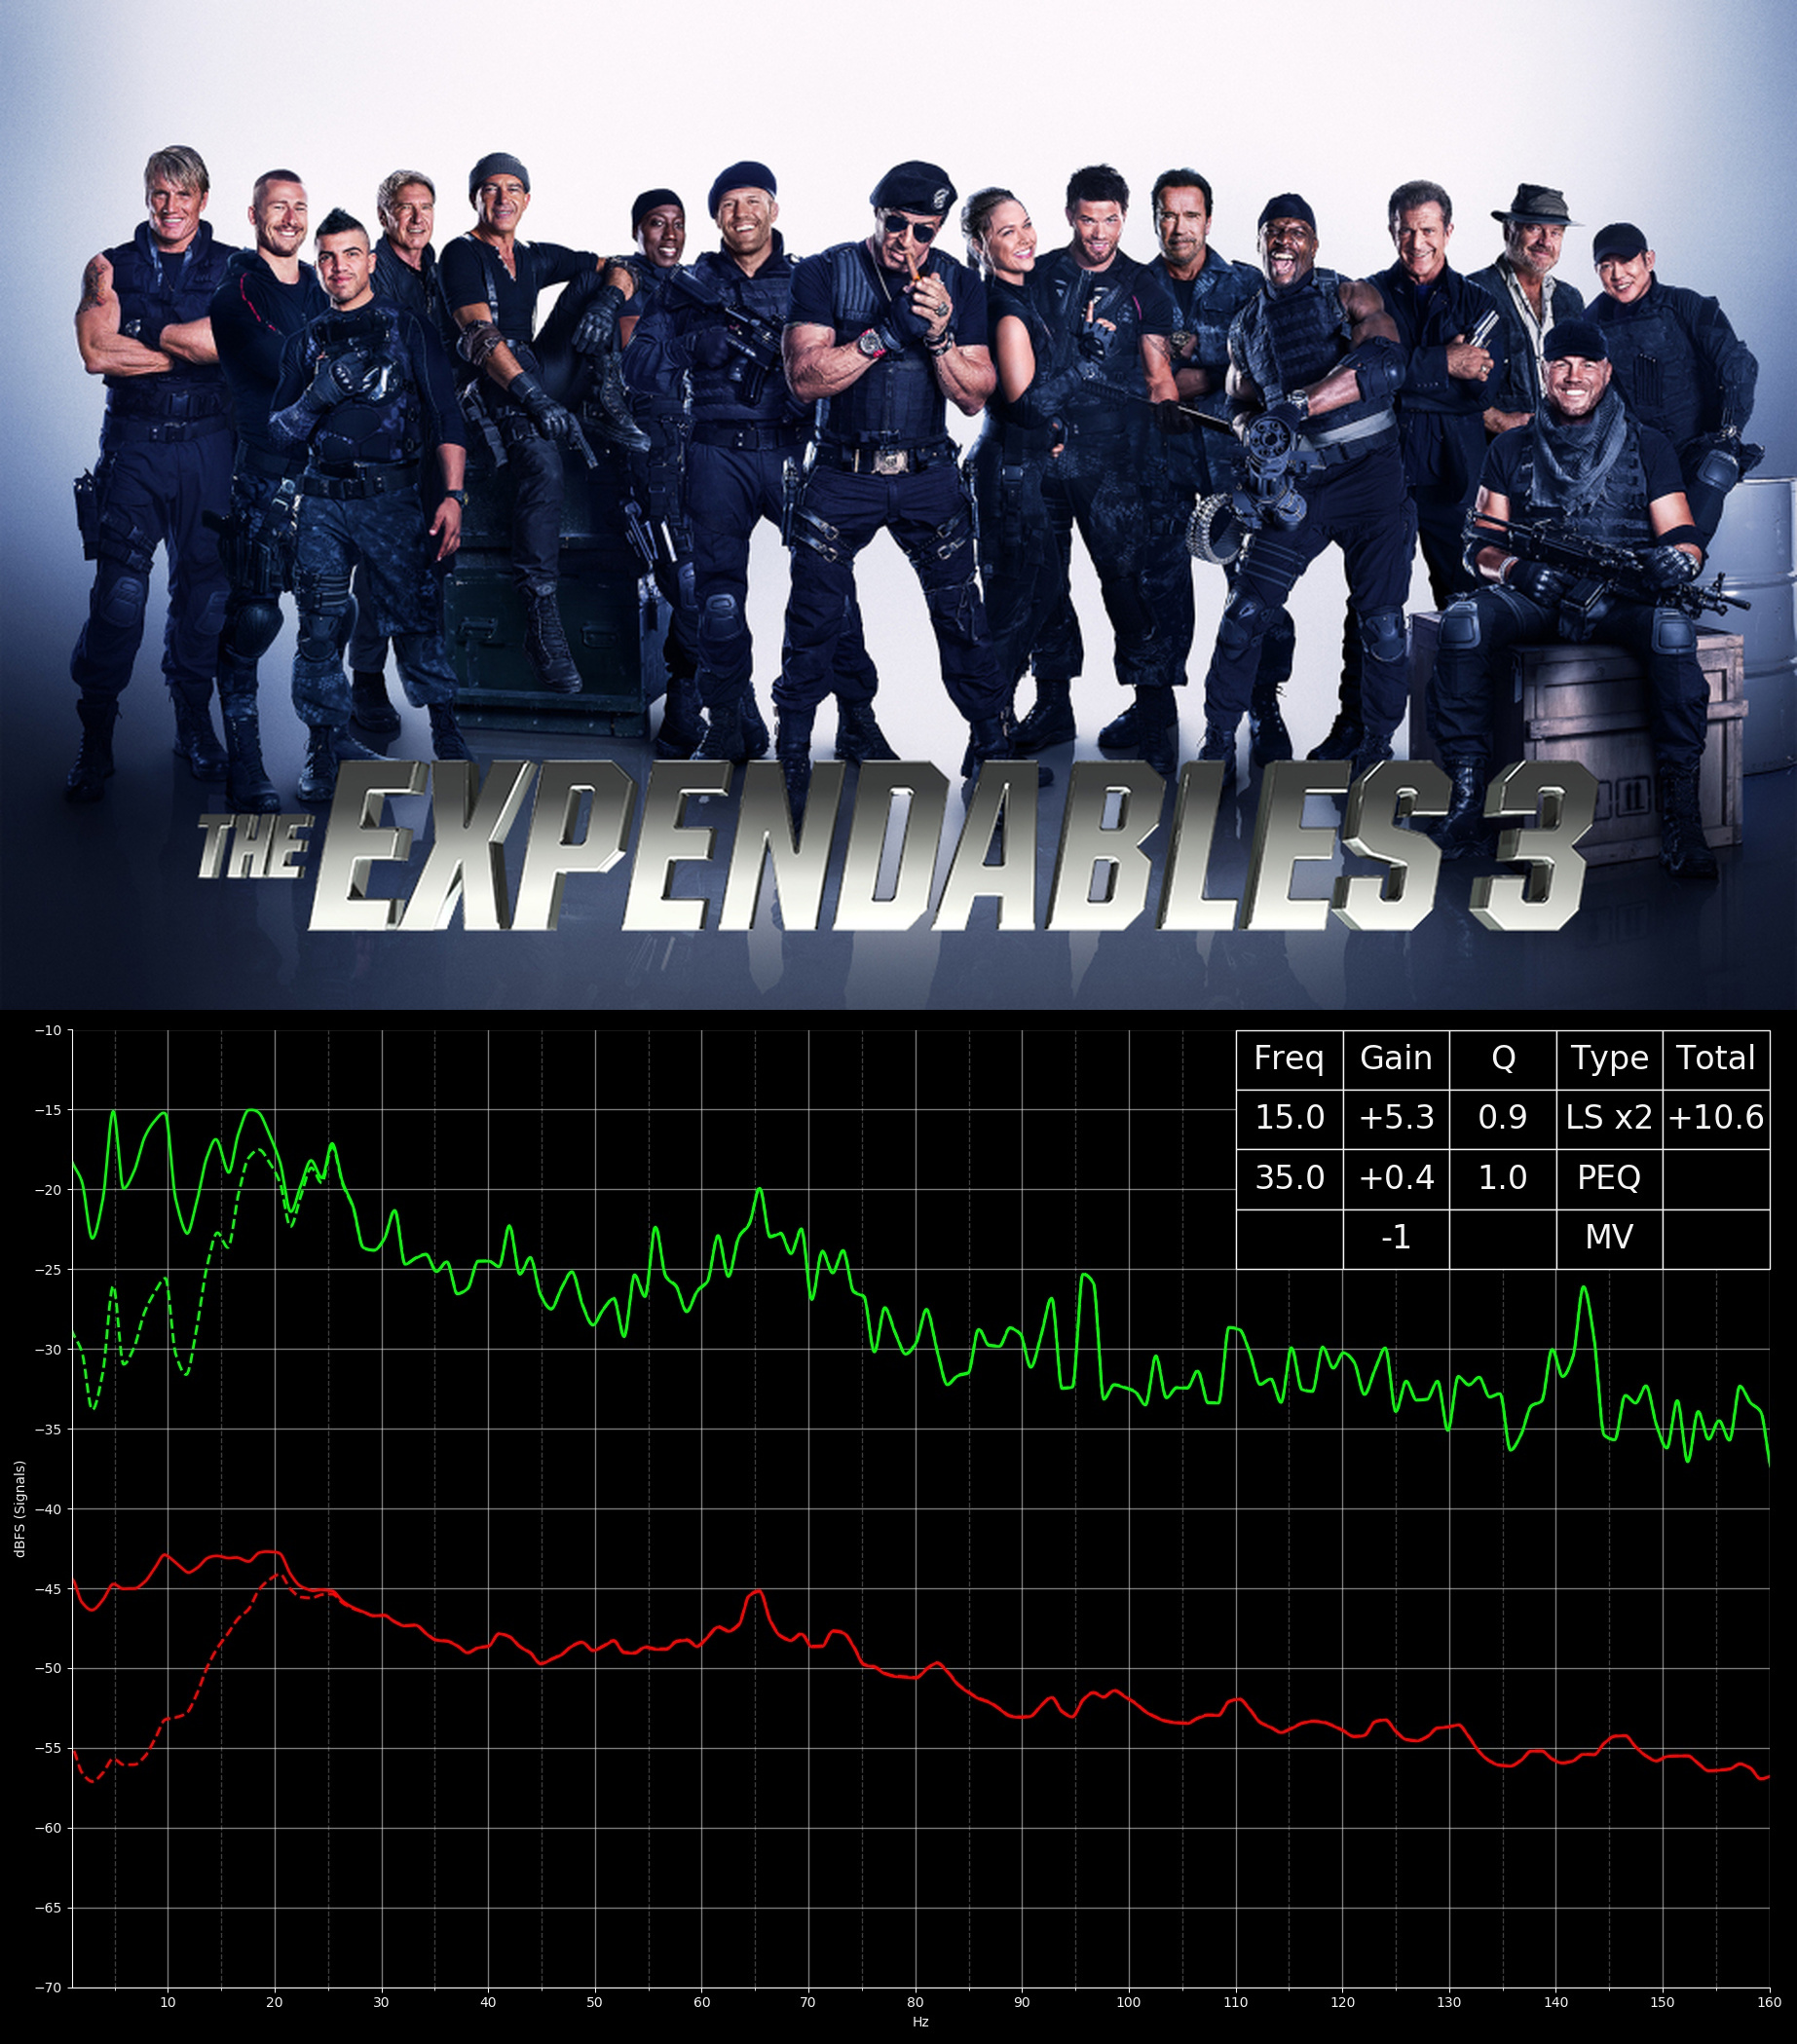 THE EXPENDABLES 3
Freq Gain Q Type Total
15.0 +5.3 0.9 LS x2 +10.6
35.0 +0.4 1.0 PEQ
-1 MV
−10
−15
−20
−25
−30
−35
−40
−45
−50
−55
−60
−65
−70
dBFS (Signals)
10 20 30 40 50 60 70 80 90 100 110 120 130 140 150 160
Hz